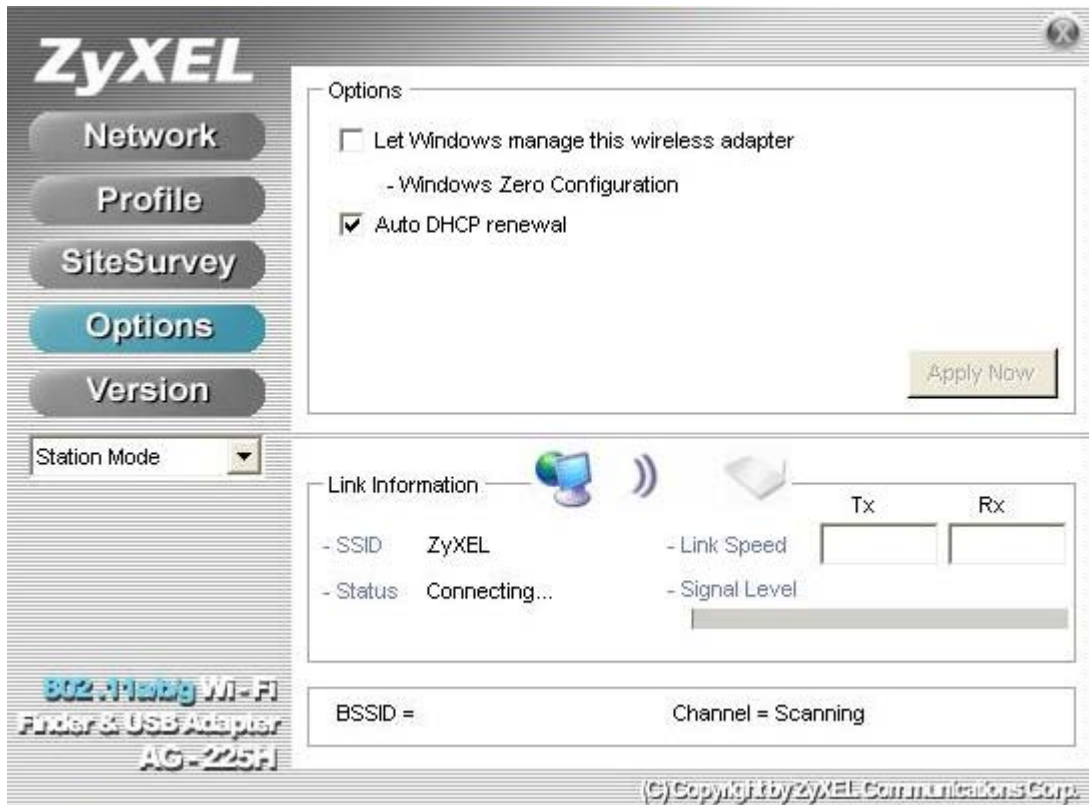 ZyXEL
Network
Profile
SiteSurvey
Options
Version
Station Mode
802.11a/b/g Wi-Fi
Finder & USB Adapter
AG-225H
Options
Let Windows manage this wireless adapter
- Windows Zero Configuration
Auto DHCP renewal
Apply Now
Link Information
Tx Rx
- SSID ZyXEL - Link Speed
- Status Connecting... - Signal Level
BSSID = Channel = Scanning
(C) Copyright by ZyXEL Communications Corp.